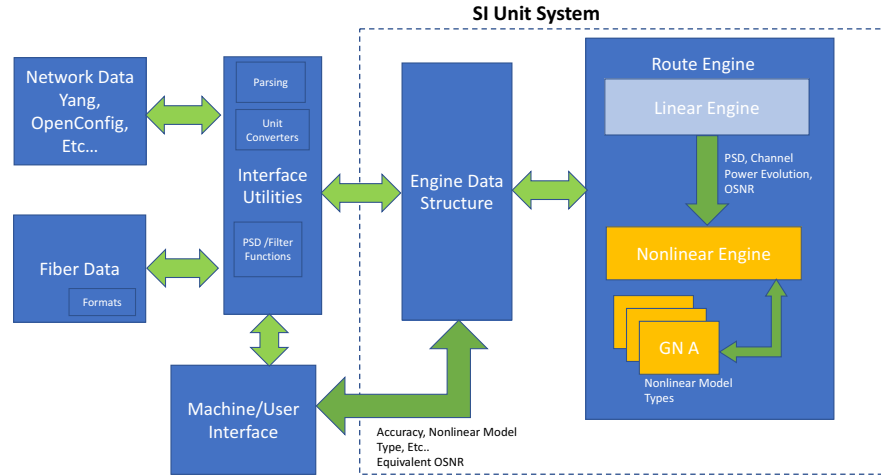 SI Unit System
Network Data
Yang,
OpenConfig,
Etc...
Fiber Data
Formats
Parsing
Unit
Converters
Interface
Utilities
PSD /Filter
Functions
Machine/User
Interface
Engine Data
Structure
Accuracy, Nonlinear Model
Type, Etc..
Equivalent OSNR
Route Engine
Linear Engine
PSD, Channel
Power Evolution,
OSNR
Nonlinear Engine
GN A
Nonlinear Model
Types